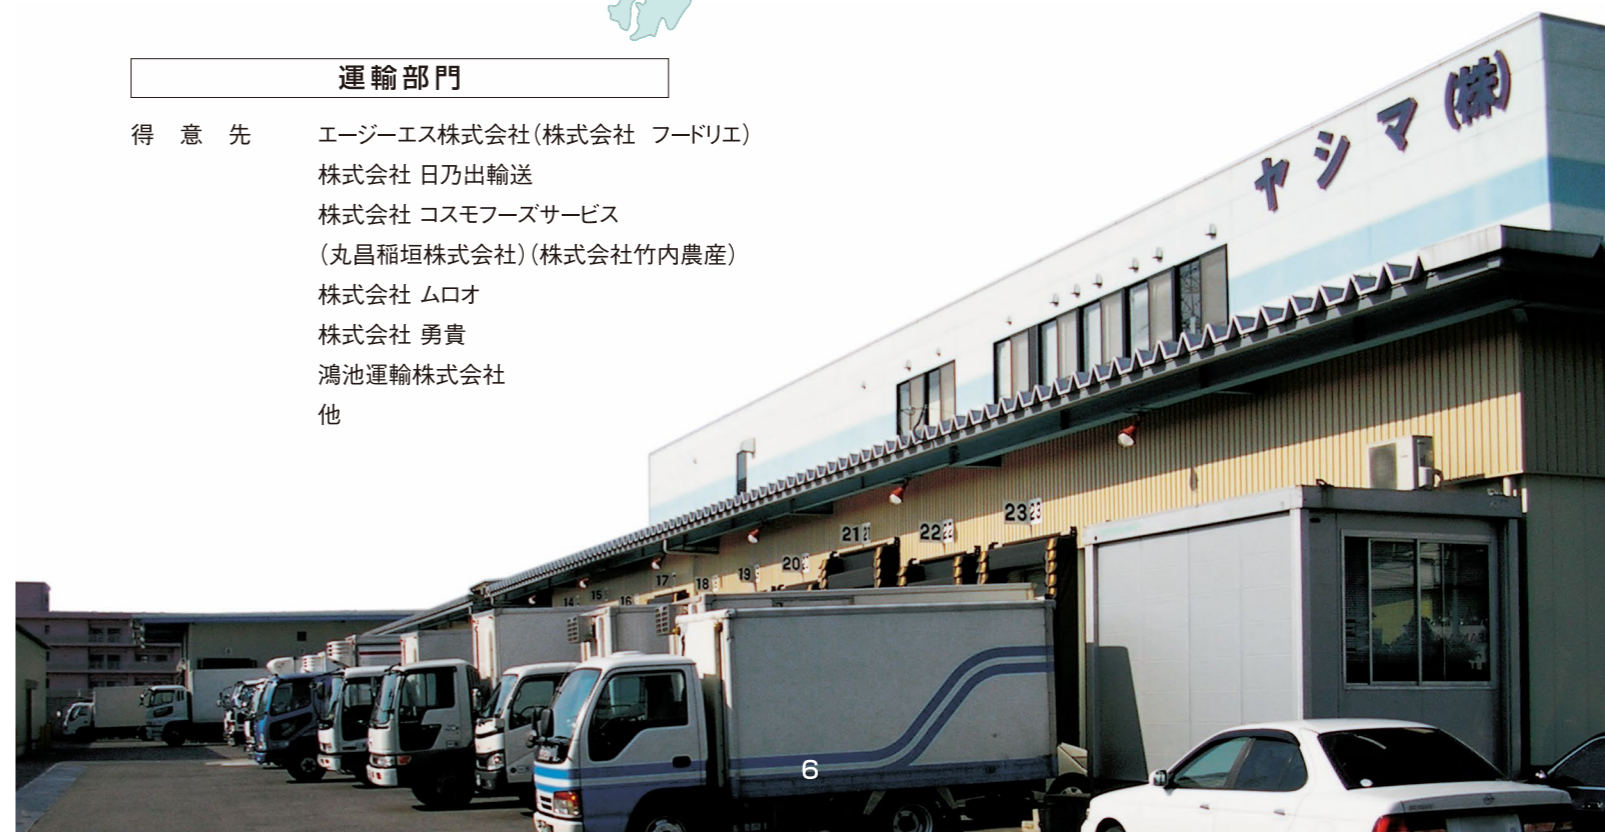 運輸部門
得意先 エージーエス株式会社(株式会社 フードリエ)
株式会社 日乃出輸送
株式会社 コスモフーズサービス
(丸昌稲垣株式会社)(株式会社竹内農産)
株式会社 ムロオ
株式会社 勇貴
鴻池運輸株式会社
他
ヤシマ(株)
23 23
22 22
21 21
20
19
18
17
16
15
14
6